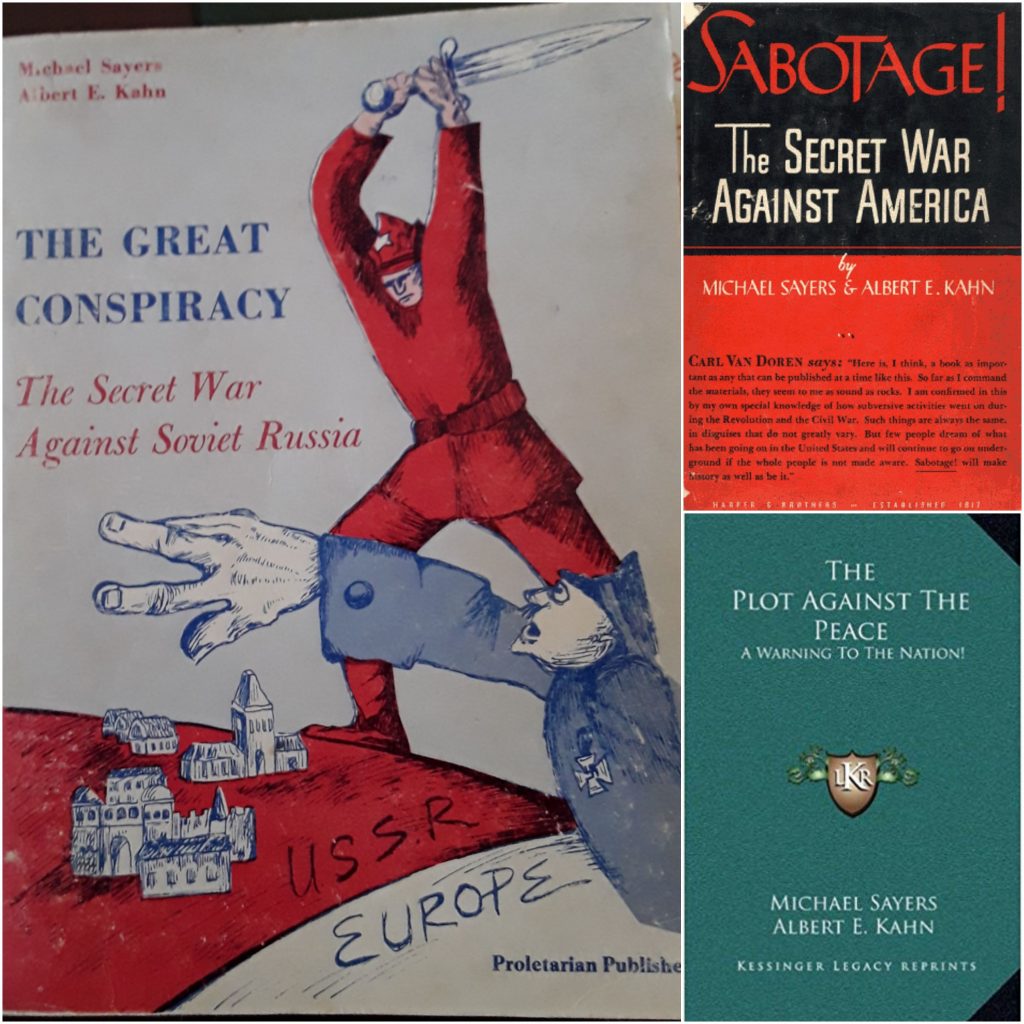 Michael Sayers
Albert E. Kahn
THE GREAT
CONSPIRACY
The Secret War
Against Soviet Russia
USS.R
EUROPE
Proletarian Publishe
SABOTAGE!
The SECRET WAR
AGAINST AMERICA
by
MICHAEL SAYERS & ALBERT E. KAHN
CARL VAN DOREN says: "Here is, I think, a book as impor-
tant as any that can be published at a time like this. So far as I command
the materials, they seem to me as sound as rocks. I am confirmed in this
by my own special knowledge of how subversive activities went on dur-
ing the Revolution and the Civil War. Such things are always the same,
in disguises that do not greatly vary. But few people dream of what
has been going on in the United States and will continue to go on under-
ground if the whole people is not made aware. Sabotage! will make
history as well as be it."
HARPER & BROTHERS – ESTABLISHED 1817
THE
PLOT AGAINST THE
PEACE
A WARNING TO THE NATION!
LKR
MICHAEL SAYERS
ALBERT E. KAHN
KESSINGER LEGACY REPRINTS